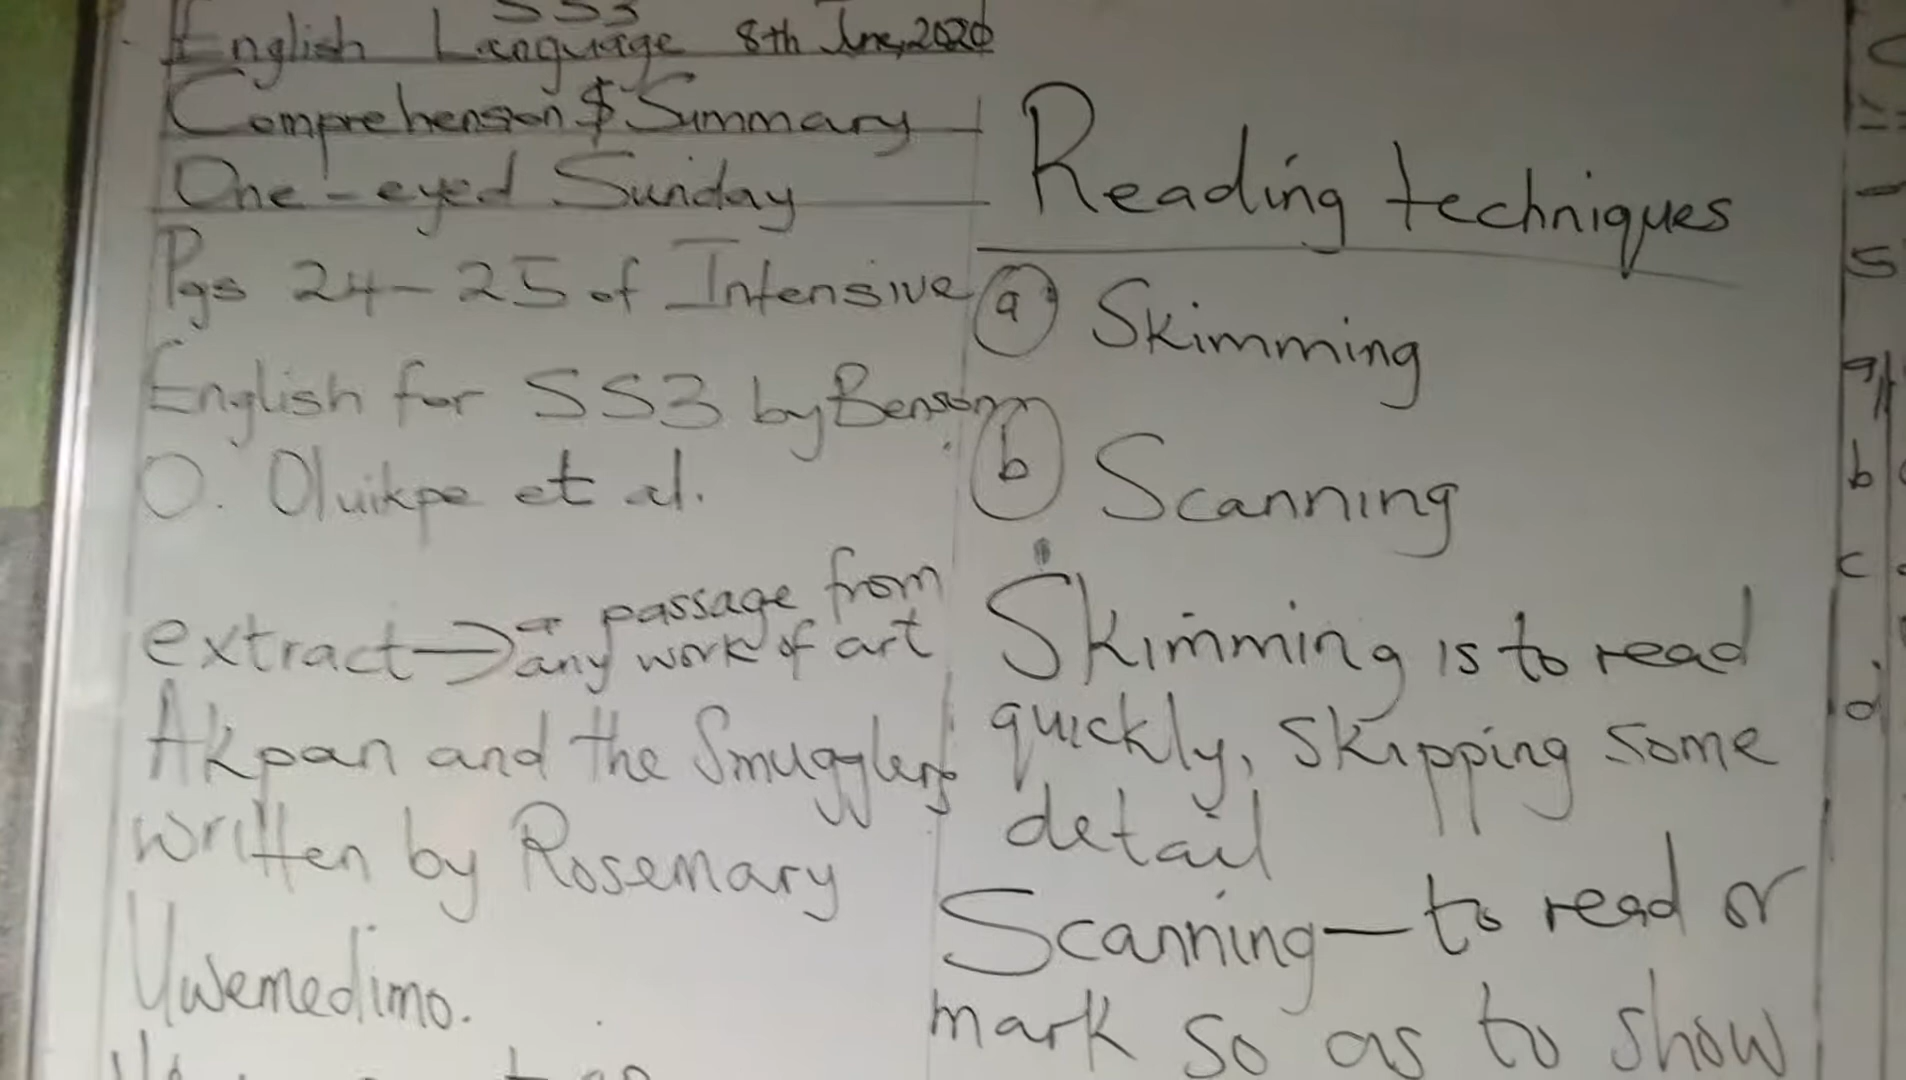 SS3
English Language 8th June, 2020
Comprehension & Summary
One-eyed Sunday
Pgs 24-25 of Intensive
English for SS3 by Benson
O. Oluikpe et al.
extract → a passage from
any work of art
Akpan and the Smugglers
written by Rosemary
Uwemedimo.
Reading techniques
(a) Skimming
(b) Scanning
Skimming is to read
quickly, skipping some
detail
Scanning — to read or
mark so as to show